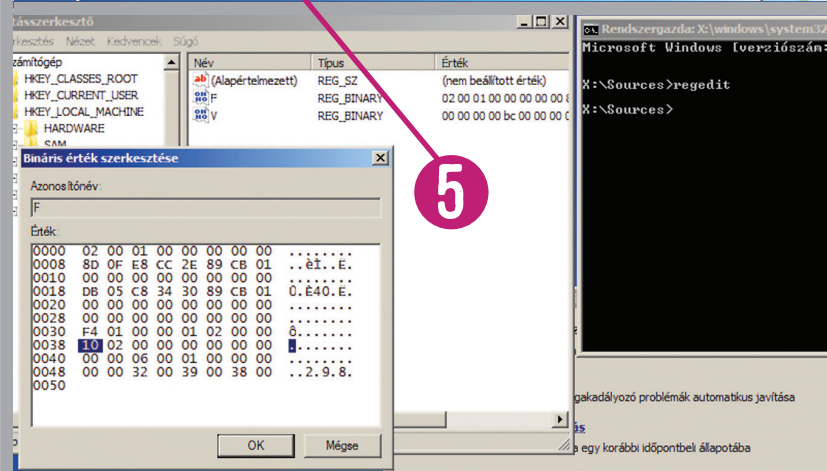 tásszerkesztő
rkesztés Nézet Kedvencek Súgó
zámítógép
HKEY_CLASSES_ROOT
HKEY_CURRENT_USER
HKEY_LOCAL_MACHINE
HARDWARE
SAM
Név Típus Érték
(Alapértelmezett) REG_SZ (nem beállított érték)
F REG_BINARY 02 00 01 00 00 00 00 00 8
V REG_BINARY 00 00 00 00 bc 00 00 00 0
Bináris érték szerkesztése
Azonosítónév:
F
Érték:
0000 02 00 01 00 00 00 00 00 ........
0008 8D 0F E8 CC 2E 89 CB 01 ..èÌ..Ë.
0010 00 00 00 00 00 00 00 00 ........
0018 DB 05 C8 34 30 89 CB 01 Û.È40.Ë.
0020 00 00 00 00 00 00 00 00 ........
0028 00 00 00 00 00 00 00 00 ........
0030 F4 01 00 00 01 02 00 00 ô.......
0038 10 02 00 00 00 00 00 00 ........
0040 00 00 06 00 01 00 00 00 ........
0048 00 00 32 00 39 00 38 00 ..2.9.8.
0050
OK Mégse
5
Rendszergazda: X:\windows\system32
Microsoft Windows [verziószám:
X:\Sources>regedit
X:\Sources>
gakadályozó problémák automatikus javítása
ás
a egy korábbi időpontbeli állapotába